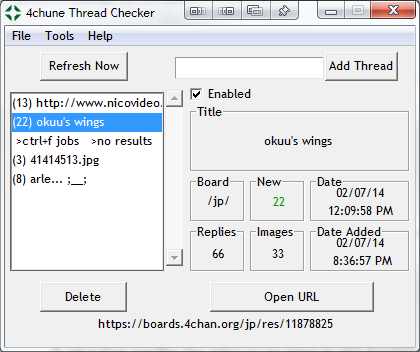 4chune Thread Checker
File Tools Help
Refresh Now
Add Thread
(13) http://www.nicovideo.
(22) okuu's wings
>ctrl+f jobs >no results
(3) 41414513.jpg
(8) arle... ;__;
Enabled
Title
okuu's wings
Board
/jp/
New
22
Date
02/07/14
12:09:58 PM
Replies
66
Images
33
Date Added
02/07/14
8:36:57 PM
Delete
Open URL
https://boards.4chan.org/jp/res/11878825